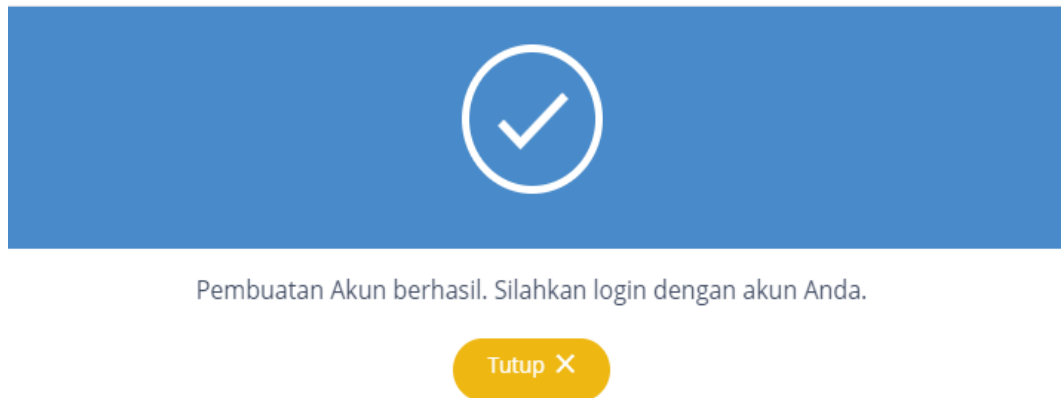 Pembuatan Akun berhasil. Silahkan login dengan akun Anda.
Tutup ×